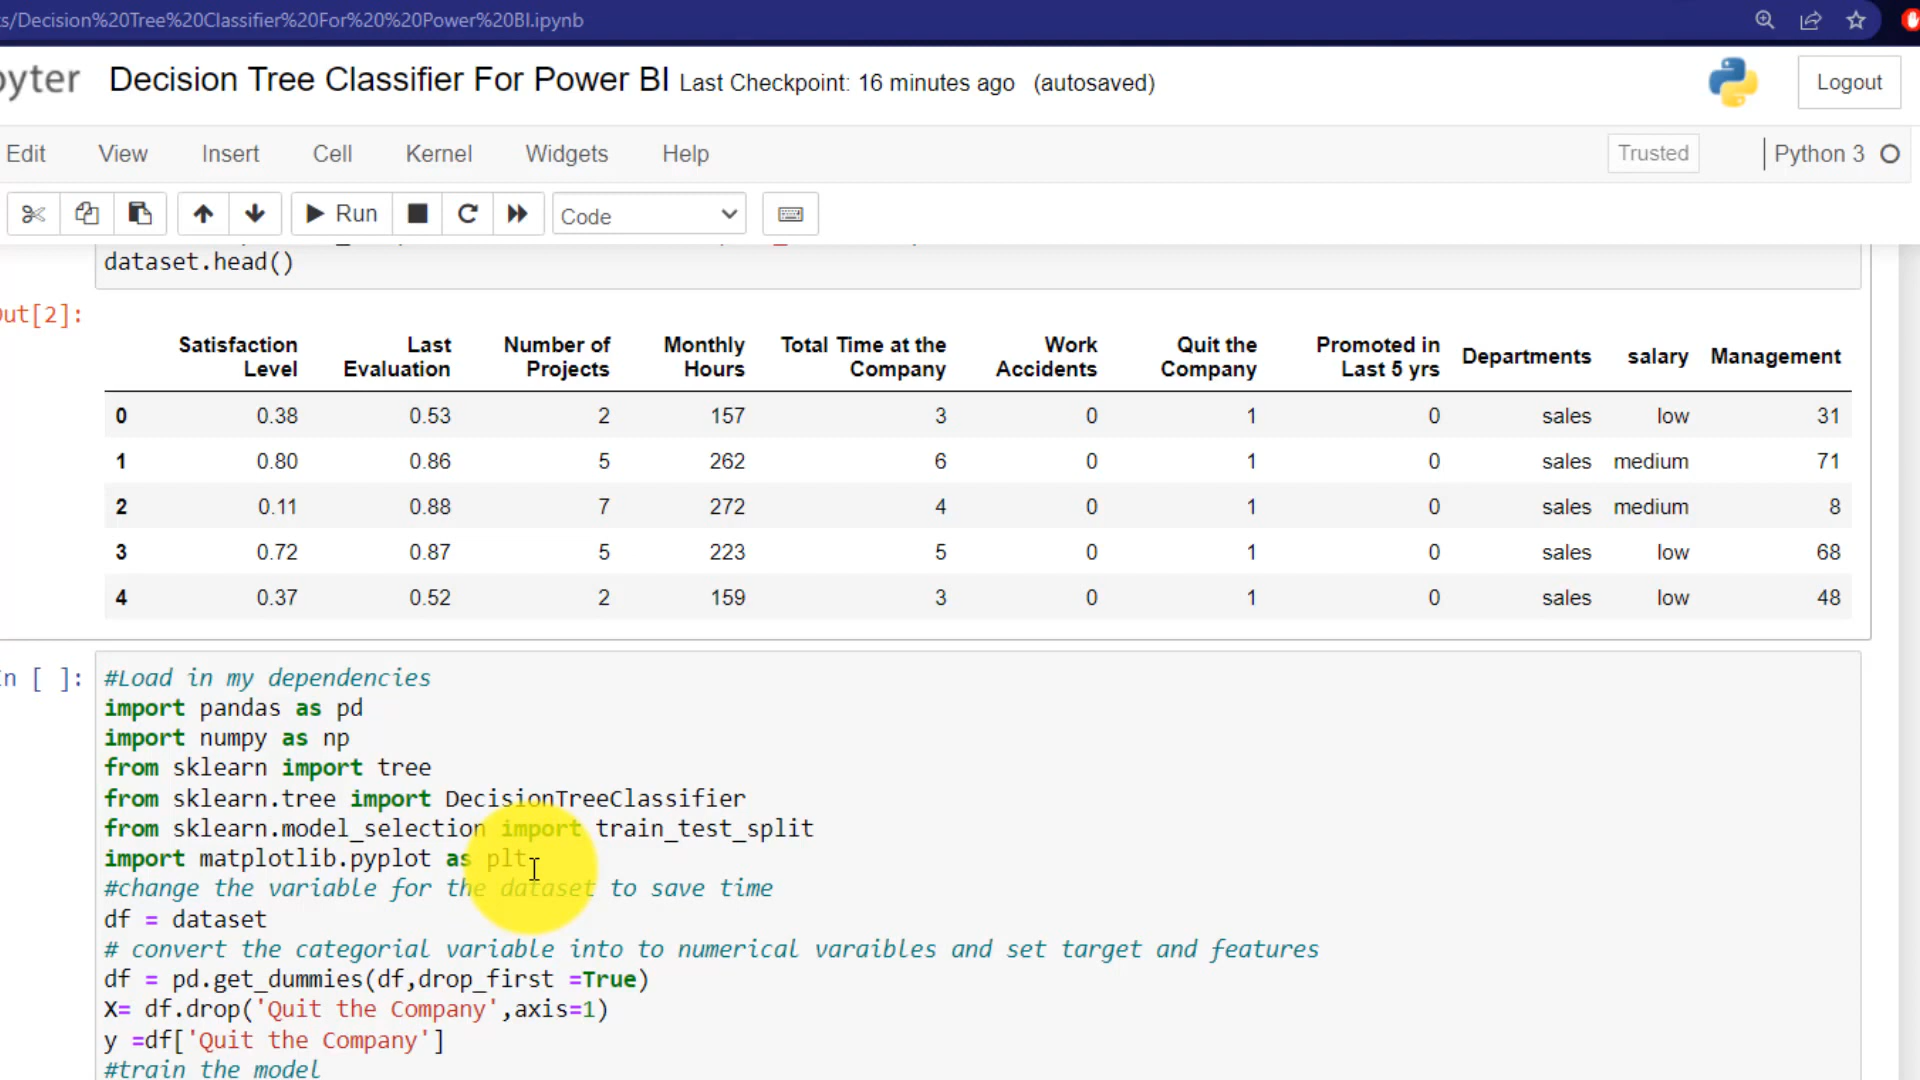 s/Decision%20Tree%20Classifier%20For%20%20Power%20BI.ipynb
pyter Decision Tree Classifier For Power BI Last Checkpoint: 16 minutes ago (autosaved)
Logout
Edit View Insert Cell Kernel Widgets Help
Trusted Python 3
Run Code
dataset.head()
Out[2]:
Satisfaction Level Last Evaluation Number of Projects Monthly Hours Total Time at the Company Work Accidents Quit the Company Promoted in Last 5 yrs Departments salary Management
0 0.38 0.53 2 157 3 0 1 0 sales low 31
1 0.80 0.86 5 262 6 0 1 0 sales medium 71
2 0.11 0.88 7 272 4 0 1 0 sales medium 8
3 0.72 0.87 5 223 5 0 1 0 sales low 68
4 0.37 0.52 2 159 3 0 1 0 sales low 48
In [ ]:
#Load in my dependencies
import pandas as pd
import numpy as np
from sklearn import tree
from sklearn.tree import DecisionTreeClassifier
from sklearn.model_selection import train_test_split
import matplotlib.pyplot as plt
#change the variable for the dataset to save time
df = dataset
# convert the categorial variable into to numerical varaibles and set target and features
df = pd.get_dummies(df,drop_first =True)
X= df.drop('Quit the Company',axis=1)
y =df['Quit the Company']
#train the model